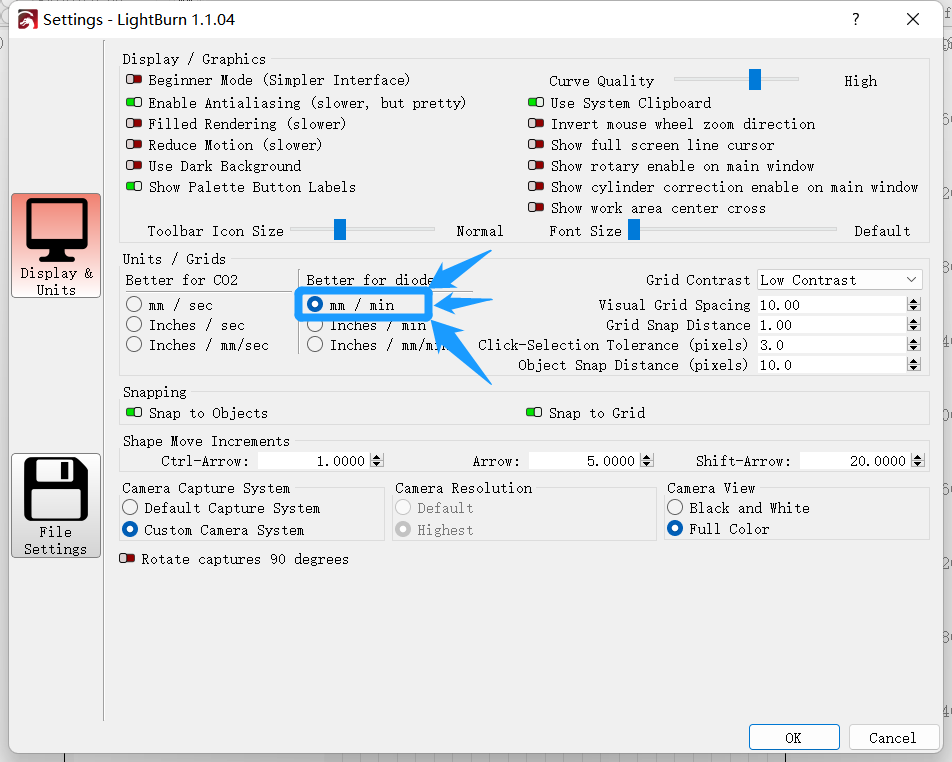 Settings - LightBurn 1.1.04
?
Display / Graphics
Beginner Mode (Simpler Interface)
Curve Quality
High
Enable Antialiasing (slower, but pretty)
Use System Clipboard
Filled Rendering (slower)
Invert mouse wheel zoom direction
Reduce Motion (slower)
Show full screen line cursor
Use Dark Background
Show rotary enable on main window
Show Palette Button Labels
Show cylinder correction enable on main window
Show work area center cross
Toolbar Icon Size
Normal
Font Size
Default
Display &
Units
Units / Grids
Better for CO2
Better for diode
Grid Contrast
Low Contrast
mm / sec
mm / min
Visual Grid Spacing
10.00
Inches / sec
Inches / min
Grid Snap Distance
1.00
Inches / mm/sec
Inches / mm/min
Click-Selection Tolerance (pixels)
3.0
Object Snap Distance (pixels)
10.0
Snapping
Snap to Objects
Snap to Grid
Shape Move Increments
Ctrl-Arrow:
1.0000
Arrow:
5.0000
Shift-Arrow:
20.0000
File
Settings
Camera Capture System
Camera Resolution
Camera View
Default Capture System
Default
Black and White
Custom Camera System
Highest
Full Color
Rotate captures 90 degrees
OK
Cancel